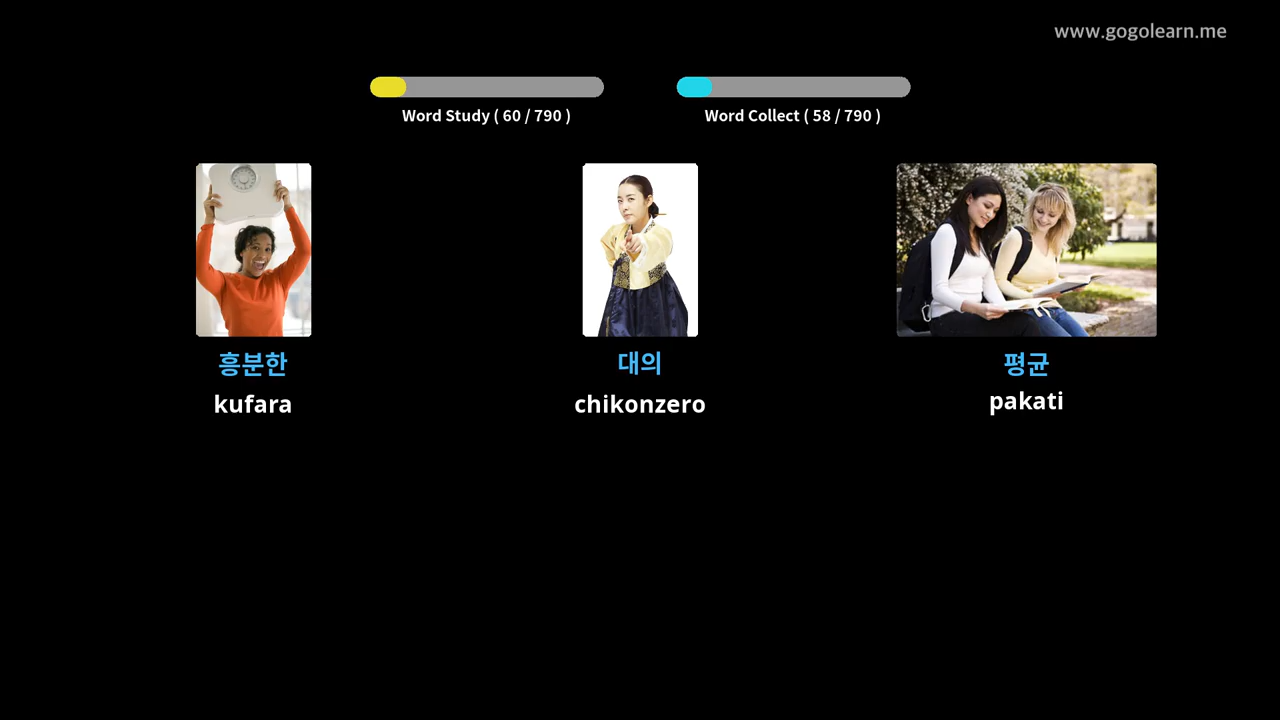 www.gogolearn.me
Word Study ( 60 / 790 )
Word Collect ( 58 / 790 )
흥분한
대의
평균
kufara
chikonzero
pakati